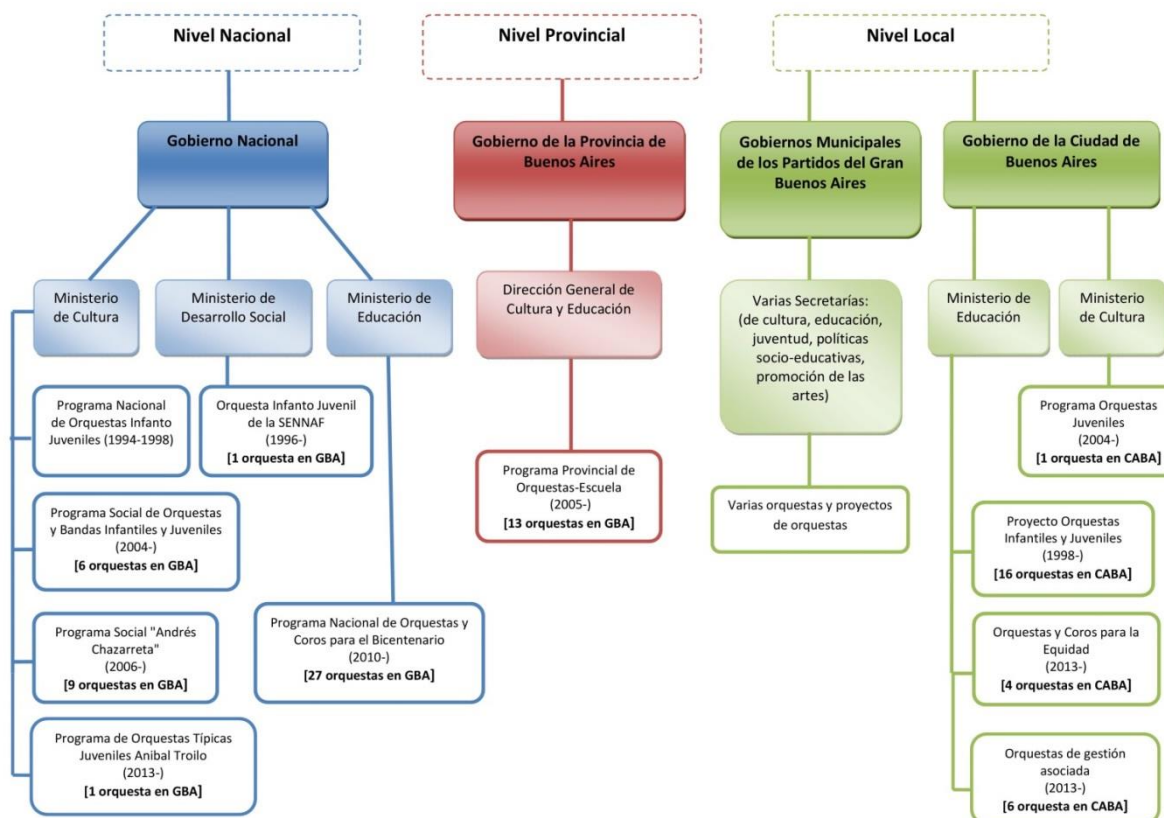 Nivel Nacional
Nivel Provincial
Nivel Local
Gobierno Nacional
Gobierno de la Provincia de
Buenos Aires
Gobiernos Municipales
de los Partidos del Gran
Buenos Aires
Gobierno de la Ciudad de
Buenos Aires
Ministerio
de Cultura
Ministerio de
Desarrollo Social
Ministerio de
Educación
Dirección General de
Cultura y Educación
Varias Secretarías:
(de cultura, educación,
juventud, políticas
socio-educativas,
promoción de las
artes)
Ministerio de
Educación
Ministerio
de Cultura
Programa Nacional
de Orquestas Infanto
Juveniles (1994-1998)
Orquesta Infanto Juvenil
de la SENNAF
(1996-)
[1 orquesta en GBA]
Programa Provincial de
Orquestas-Escuela
(2005-)
[13 orquestas en GBA]
Varias orquestas y proyectos
de orquestas
Programa Orquestas
Juveniles
(2004-)
[1 orquesta en CABA]
Programa Social de Orquestas
y Bandas Infantiles y Juveniles
(2004-)
[6 orquestas en GBA]
Proyecto Orquestas
Infantiles y Juveniles
(1998-)
[16 orquestas en CABA]
Programa Social "Andrés
Chazarreta"
(2006-)
[9 orquestas en GBA]
Programa Nacional de Orquestas y
Coros para el Bicentenario
(2010-)
[27 orquestas en GBA]
Orquestas y Coros para la
Equidad
(2013-)
[4 orquestas en CABA]
Programa de Orquestas Típicas
Juveniles Anibal Troilo
(2013-)
[1 orquesta en GBA]
Orquestas de gestión
asociada
(2013-)
[6 orquesta en CABA]